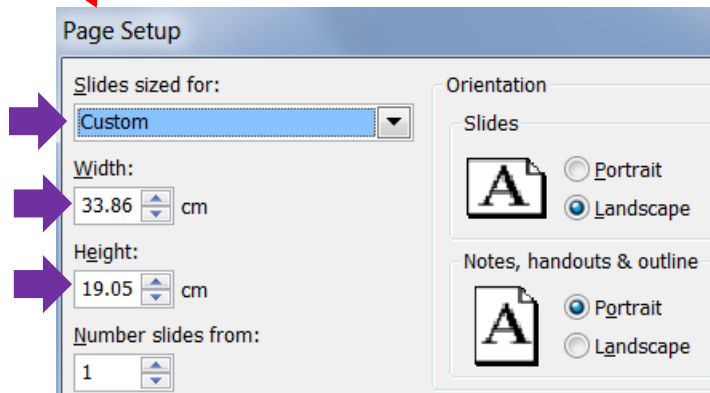 Page Setup
Slides sized for:
Custom
Width:
33.86 cm
Height:
19.05 cm
Number slides from:
1
Orientation
Slides
A
Portrait
Landscape
Notes, handouts & outline
A
Portrait
Landscape